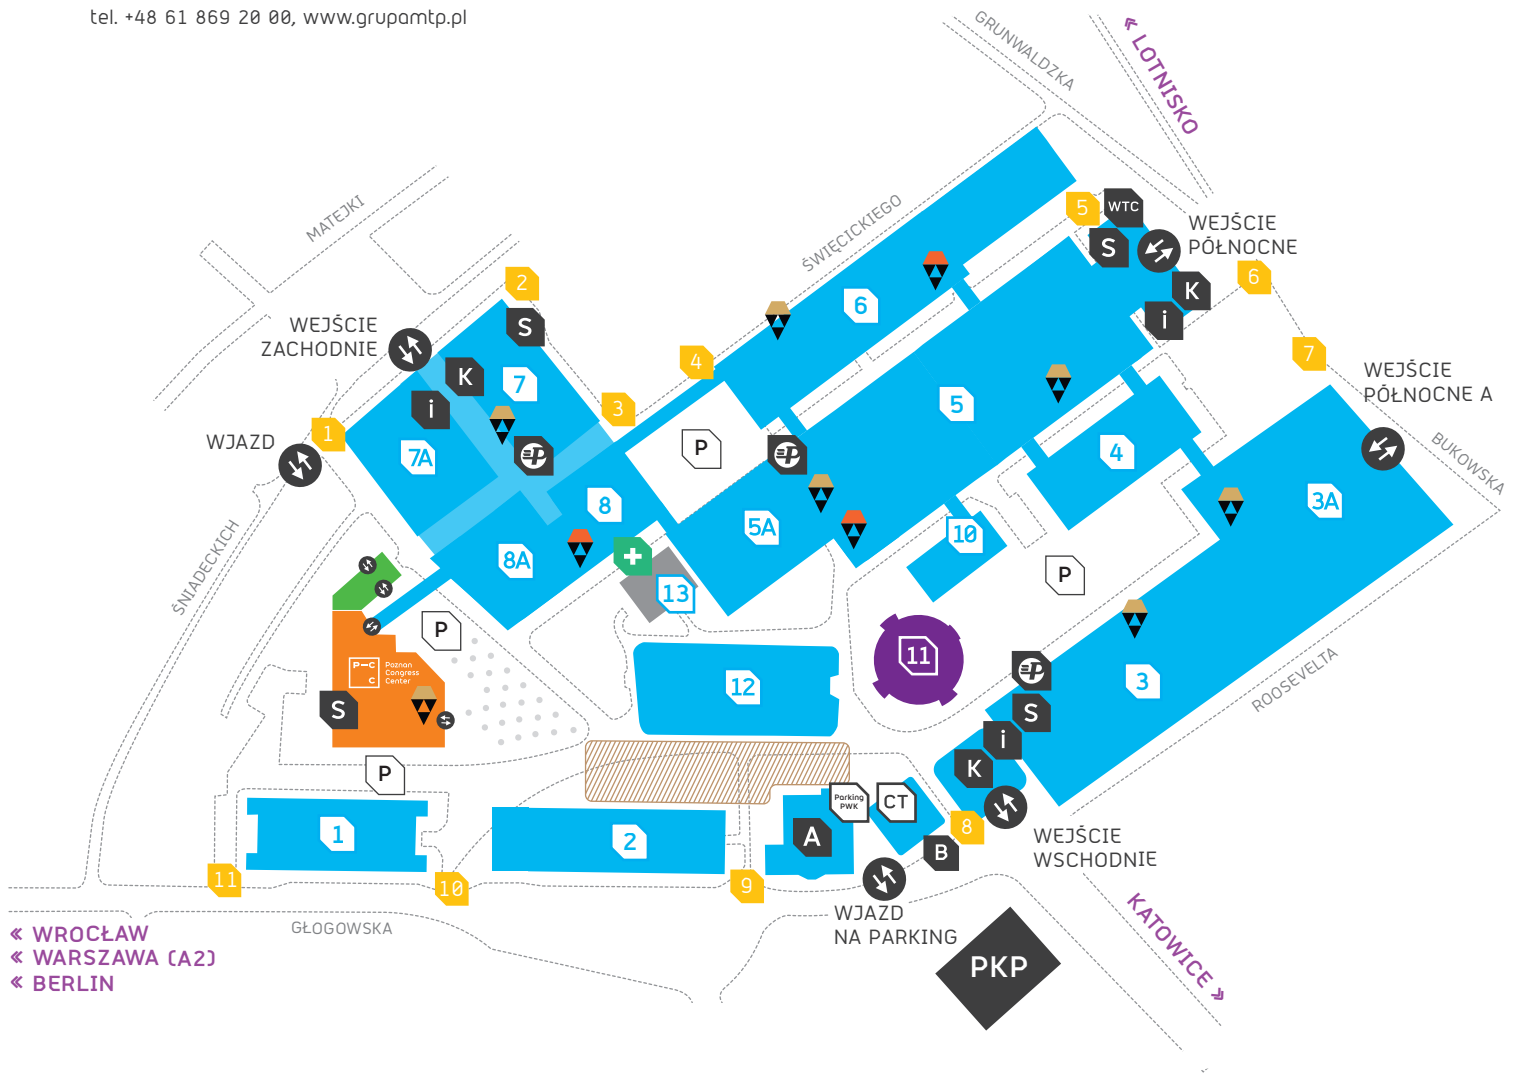 tel. +48 61 869 20 00, www.grupamtp.pl
GRUNWALDZKA
« LOTNISKO
MATEJKI
ŚWIĘCICKIEGO
5
WTC
WEJŚCIE
PÓŁNOCNE
S
K
i
6
2
S
WEJŚCIE
ZACHODNIE
K
7
i
6
4
3
7
WEJŚCIE
PÓŁNOCNE A
WJAZD
1
7A
P
5
4
BUKOWSKA
P
P
8
5A
3A
10
8A
13
P
ŚNIADECKICH
P
P–C
C
Poznan
Congress
Center
S
12
11
P
3
S
i
K
ROOSEVELTA
P
Parking
PWK
CT
1
2
A
B
8
WEJŚCIE
WSCHODNIE
11
10
9
WJAZD
NA PARKING
GŁOGOWSKA
KATOWICE »
« WROCŁAW
« WARSZAWA (A2)
« BERLIN
PKP